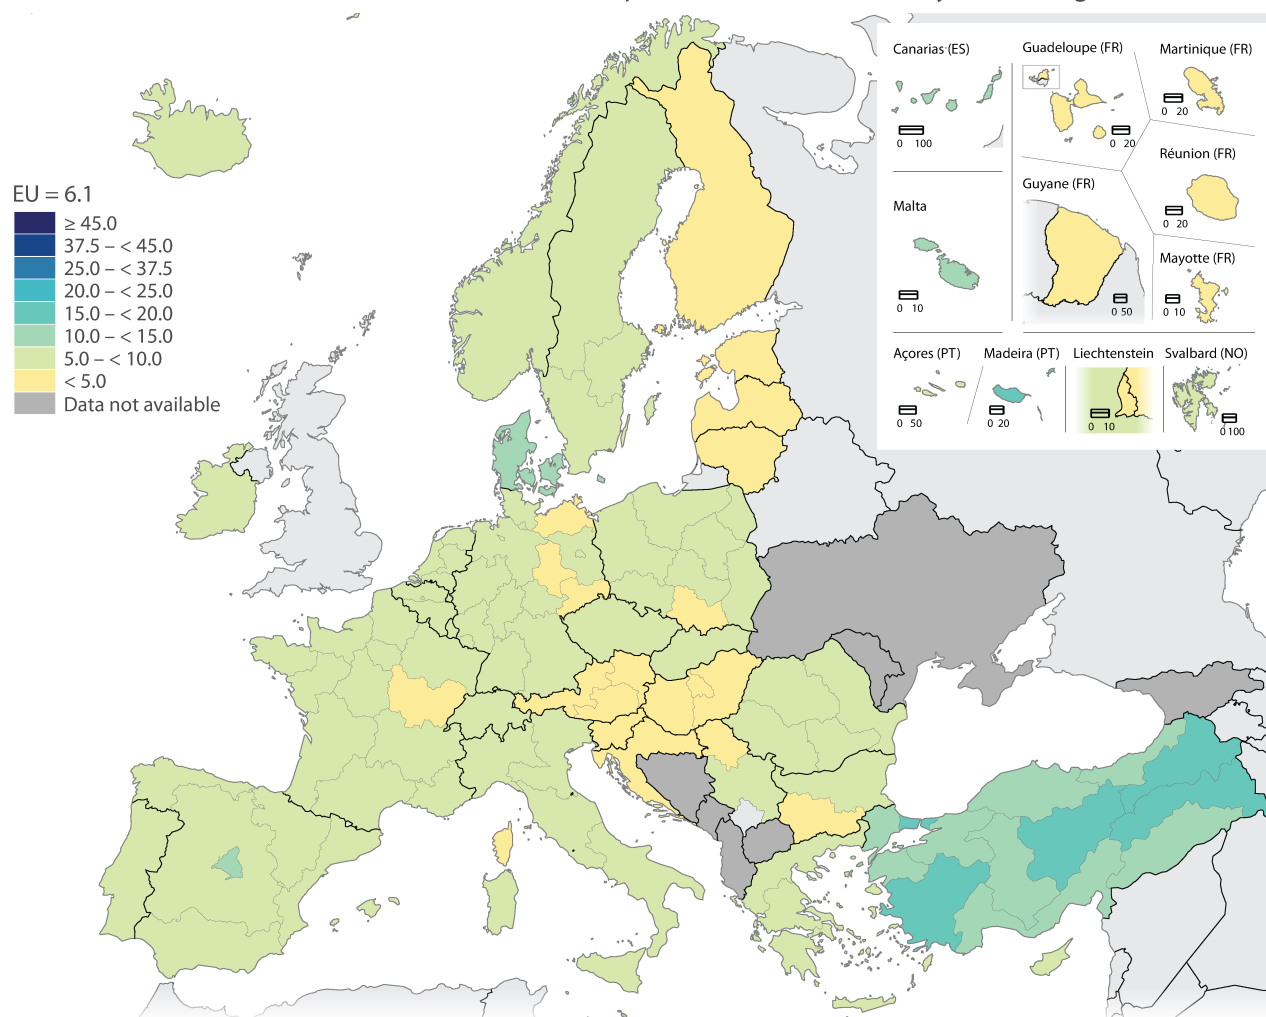 EU = 6.1
≥ 45.0
37.5 – < 45.0
25.0 – < 37.5
20.0 – < 25.0
15.0 – < 20.0
10.0 – < 15.0
5.0 – < 10.0
< 5.0
Data not available
Canarias (ES)
0 100
Guadeloupe (FR)
0 20
Martinique (FR)
0 20
Réunion (FR)
0 20
Malta
0 10
Guyane (FR)
0 50
Mayotte (FR)
0 10
Açores (PT)
0 50
Madeira (PT)
0 20
Liechtenstein
0 10
Svalbard (NO)
0 100